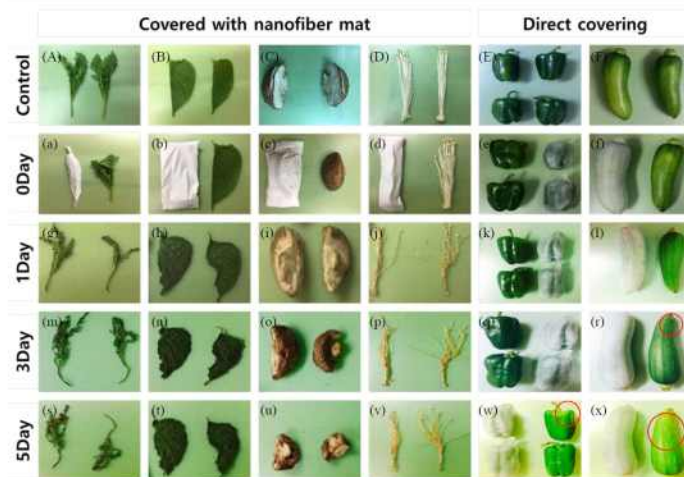 Covered with nanofiber mat Direct covering
Control (A) (B) (C) (D) (E) (F)
0Day (a) (b) (c) (d) (e) (f)
1Day (g) (h) (i) (j) (k) (l)
3Day (m) (n) (o) (p) (q) (r)
5Day (s) (t) (u) (v) (w) (x)